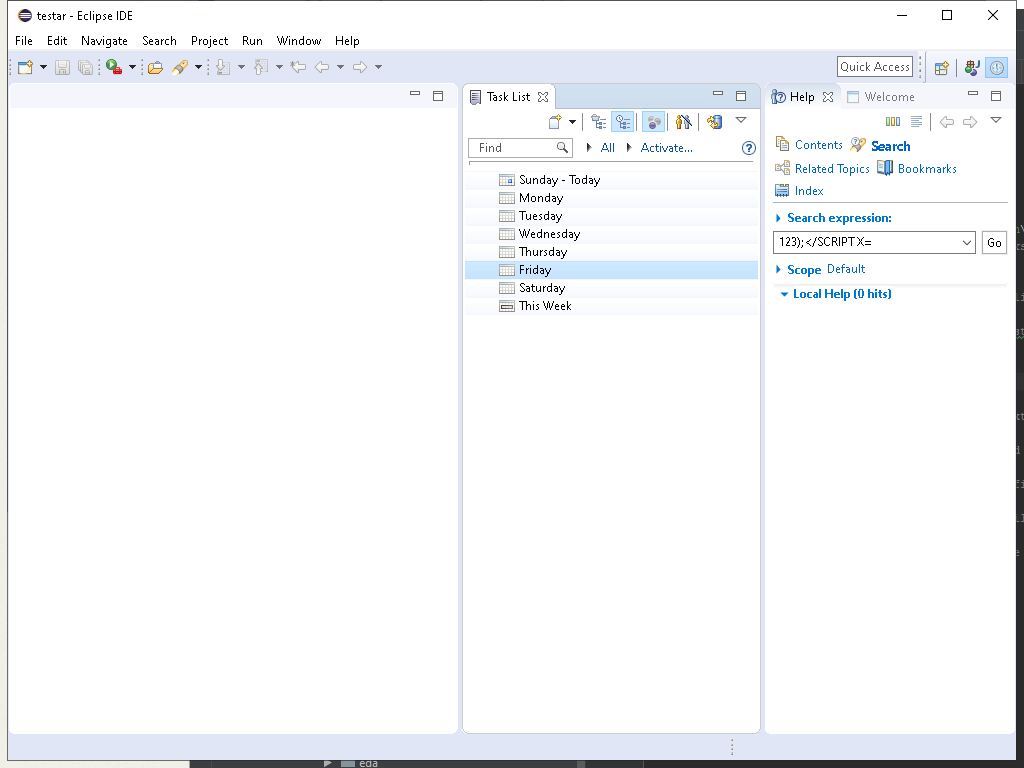 testar - Eclipse IDE
File Edit Navigate Search Project Run Window Help
Quick Access
Task List
Help
Welcome
Find
All
Activate...
Sunday - Today
Monday
Tuesday
Wednesday
Thursday
Friday
Saturday
This Week
Contents
Search
Related Topics
Bookmarks
Index
Search expression:
123);</SCRIPT X=
Go
Scope Default
Local Help (0 hits)
eda